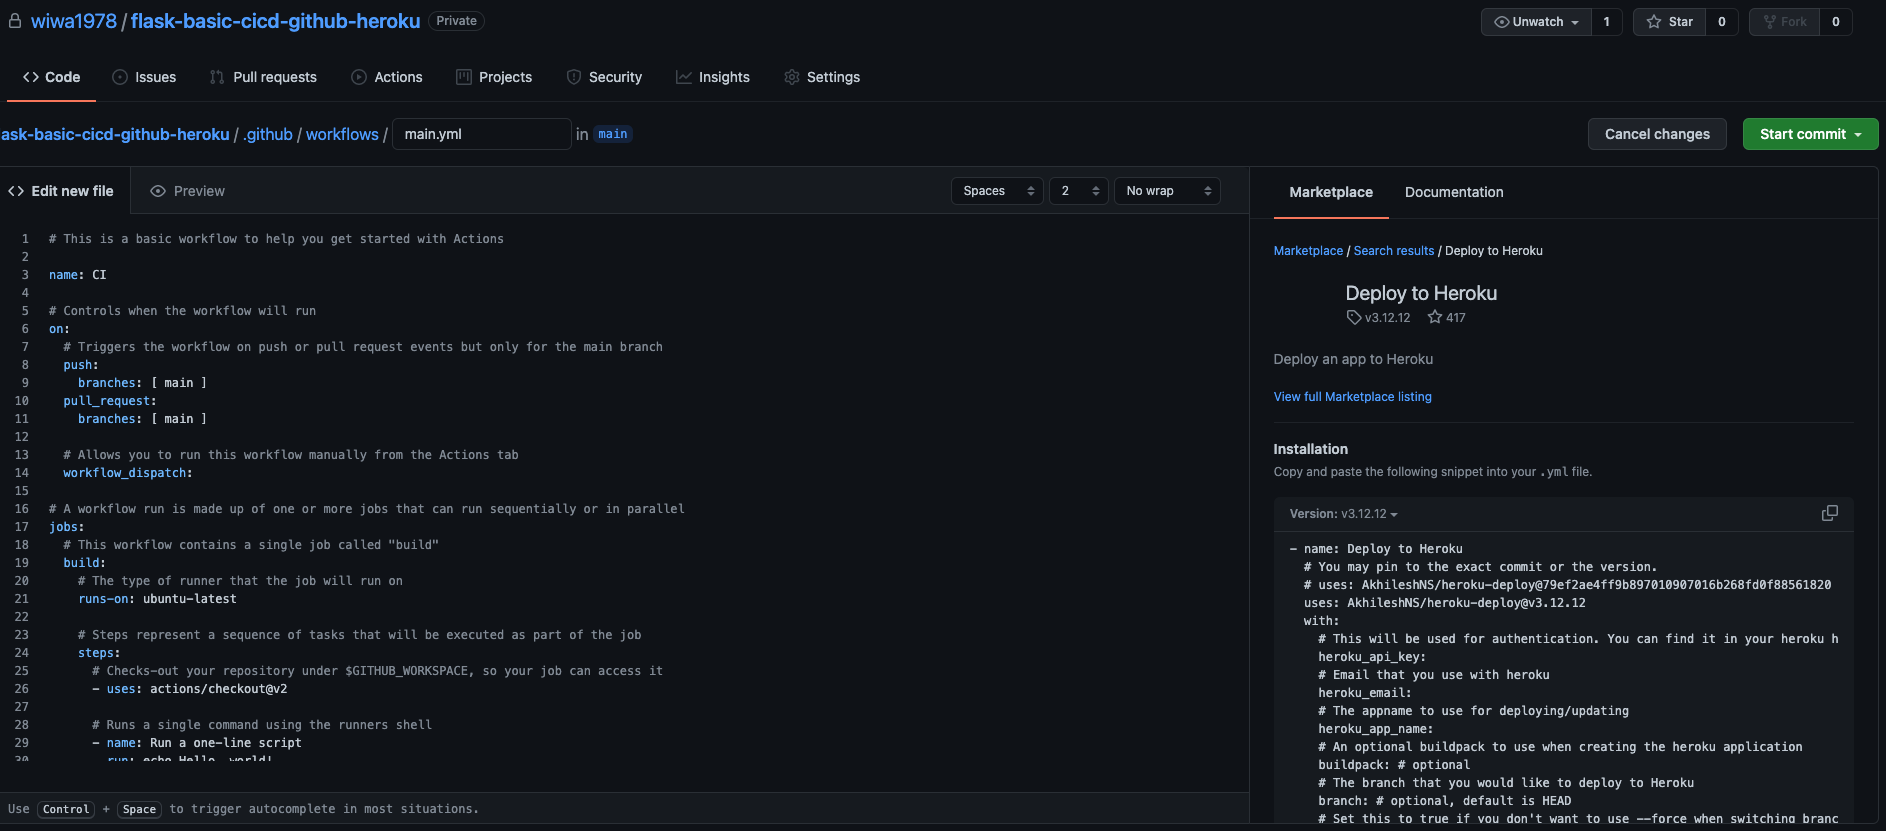 wiwa1978 / flask-basic-cicd-github-heroku Private
Unwatch 1 Star 0 Fork 0
Code Issues Pull requests Actions Projects Security Insights Settings
ask-basic-cicd-github-heroku / .github / workflows / main.yml in main
Cancel changes Start commit
Edit new file Preview Spaces 2 No wrap
1 # This is a basic workflow to help you get started with Actions
2
3 name: CI
4
5 # Controls when the workflow will run
6 on:
7 # Triggers the workflow on push or pull request events but only for the main branch
8 push:
9 branches: [ main ]
10 pull_request:
11 branches: [ main ]
12
13 # Allows you to run this workflow manually from the Actions tab
14 workflow_dispatch:
15
16 # A workflow run is made up of one or more jobs that can run sequentially or in parallel
17 jobs:
18 # This workflow contains a single job called "build"
19 build:
20 # The type of runner that the job will run on
21 runs-on: ubuntu-latest
22
23 # Steps represent a sequence of tasks that will be executed as part of the job
24 steps:
25 # Checks-out your repository under $GITHUB_WORKSPACE, so your job can access it
26 - uses: actions/checkout@v2
27
28 # Runs a single command using the runners shell
29 - name: Run a one-line script
30 run: echo Hello, world!
Use Control + Space to trigger autocomplete in most situations.
Marketplace Documentation
Marketplace / Search results / Deploy to Heroku
Deploy to Heroku
v3.12.12 417
Deploy an app to Heroku
View full Marketplace listing
Installation
Copy and paste the following snippet into your .yml file.
Version: v3.12.12
- name: Deploy to Heroku
# You may pin to the exact commit or the version.
# uses: AkhileshNS/heroku-deploy@79ef2ae4ff9b897010907016b268fd0f88561820
uses: AkhileshNS/heroku-deploy@v3.12.12
with:
# This will be used for authentication. You can find it in your heroku h
heroku_api_key:
# Email that you use with heroku
heroku_email:
# The appname to use for deploying/updating
heroku_app_name:
# An optional buildpack to use when creating the heroku application
buildpack: # optional
# The branch that you would like to deploy to Heroku
branch: # optional, default is HEAD
# Set this to true if you don't want to use --force when switching branc